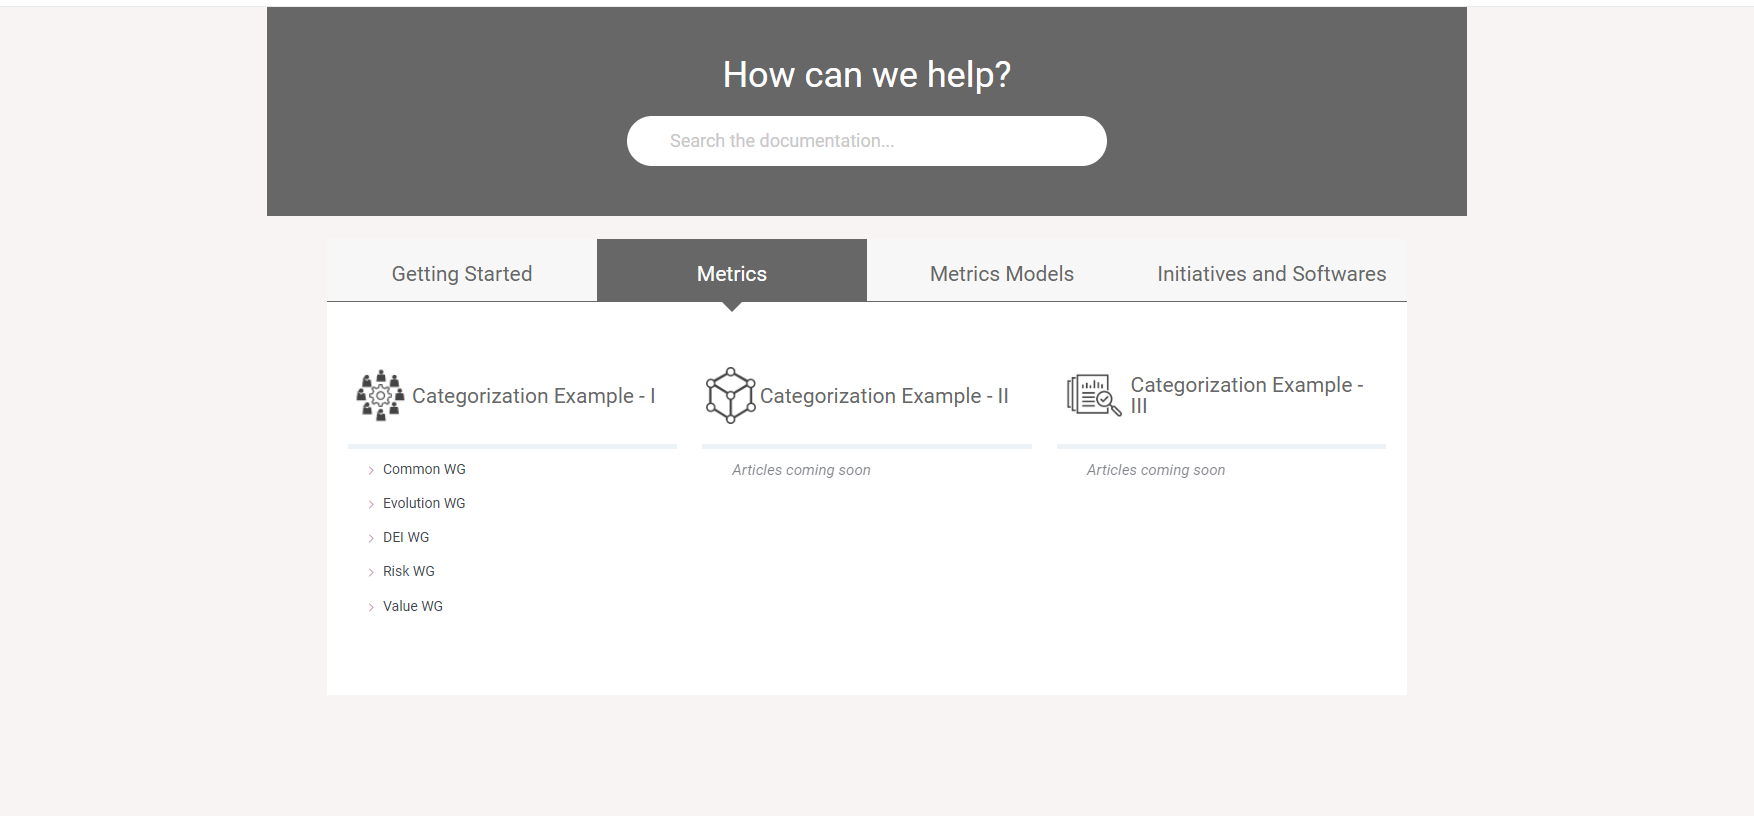 How can we help?
Search the documentation...
Getting Started
Metrics
Metrics Models
Initiatives and Softwares
Categorization Example - I
Common WG
Evolution WG
DEI WG
Risk WG
Value WG
Categorization Example - II
Articles coming soon
Categorization Example -
III
Articles coming soon